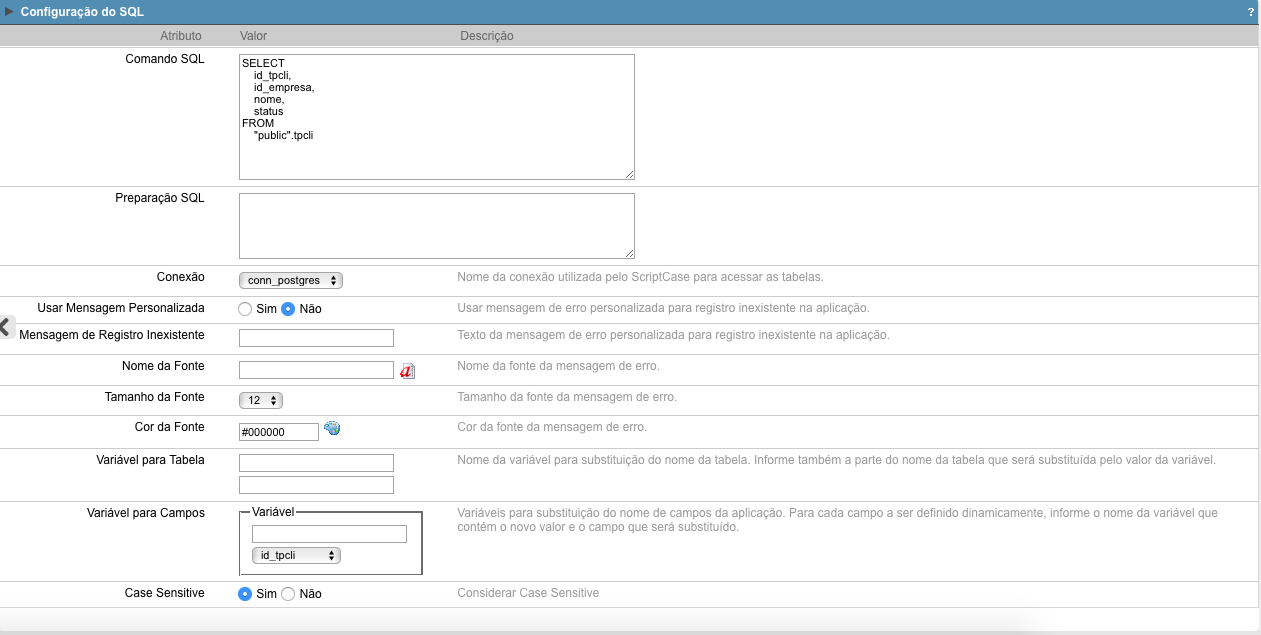 Configuração do SQL
?
Atributo Valor Descrição
Comando SQL
SELECT
id_tpcli,
id_empresa,
nome,
status
FROM
"public".tpcli
Preparação SQL
Conexão conn_postgres Nome da conexão utilizada pelo ScriptCase para acessar as tabelas.
Usar Mensagem Personalizada Sim Não Usar mensagem de erro personalizada para registro inexistente na aplicação.
Mensagem de Registro Inexistente Texto da mensagem de erro personalizada para registro inexistente na aplicação.
Nome da Fonte a Nome da fonte da mensagem de erro.
Tamanho da Fonte 12 Tamanho da fonte da mensagem de erro.
Cor da Fonte #000000 Cor da fonte da mensagem de erro.
Variável para Tabela Nome da variável para substituição do nome da tabela. Informe também a parte do nome da tabela que será substituída pelo valor da variável.
Variável para Campos Variável Variáveis para substituição do nome de campos da aplicação. Para cada campo a ser definido dinamicamente, informe o nome da variável que
contém o novo valor e o campo que será substituído.
id_tpcli
Case Sensitive Sim Não Considerar Case Sensitive